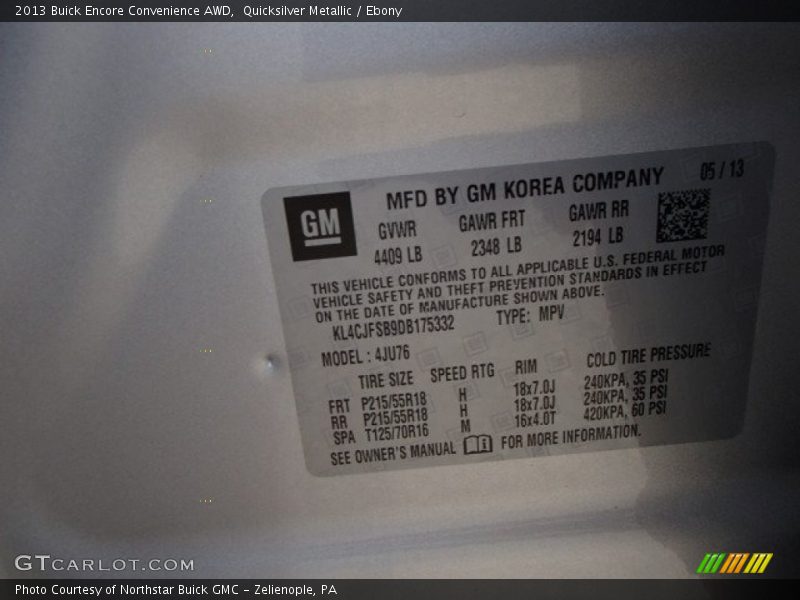 2013 Buick Encore Convenience AWD,  Quicksilver Metallic / Ebony
MFD BY GM KOREA COMPANY 05 / 13
GM
GVWR GAWR FRT GAWR RR
4409 LB 2348 LB 2194 LB
THIS VEHICLE CONFORMS TO ALL APPLICABLE U.S. FEDERAL MOTOR
VEHICLE SAFETY AND THEFT PREVENTION STANDARDS IN EFFECT
ON THE DATE OF MANUFACTURE SHOWN ABOVE.
KL4CJFSB9DB175332 TYPE: MPV
MODEL : 4JU76
TIRE SIZE SPEED RTG RIM COLD TIRE PRESSURE
FRT P215/55R18 H 18x7.0J 240KPA, 35 PSI
RR P215/55R18 H 18x7.0J 240KPA, 35 PSI
SPA T125/70R16 M 16x4.0T 420KPA, 60 PSI
SEE OWNER'S MANUAL FOR MORE INFORMATION.
GTCARLOT.COM
Photo Courtesy of Northstar Buick GMC - Zelienople, PA